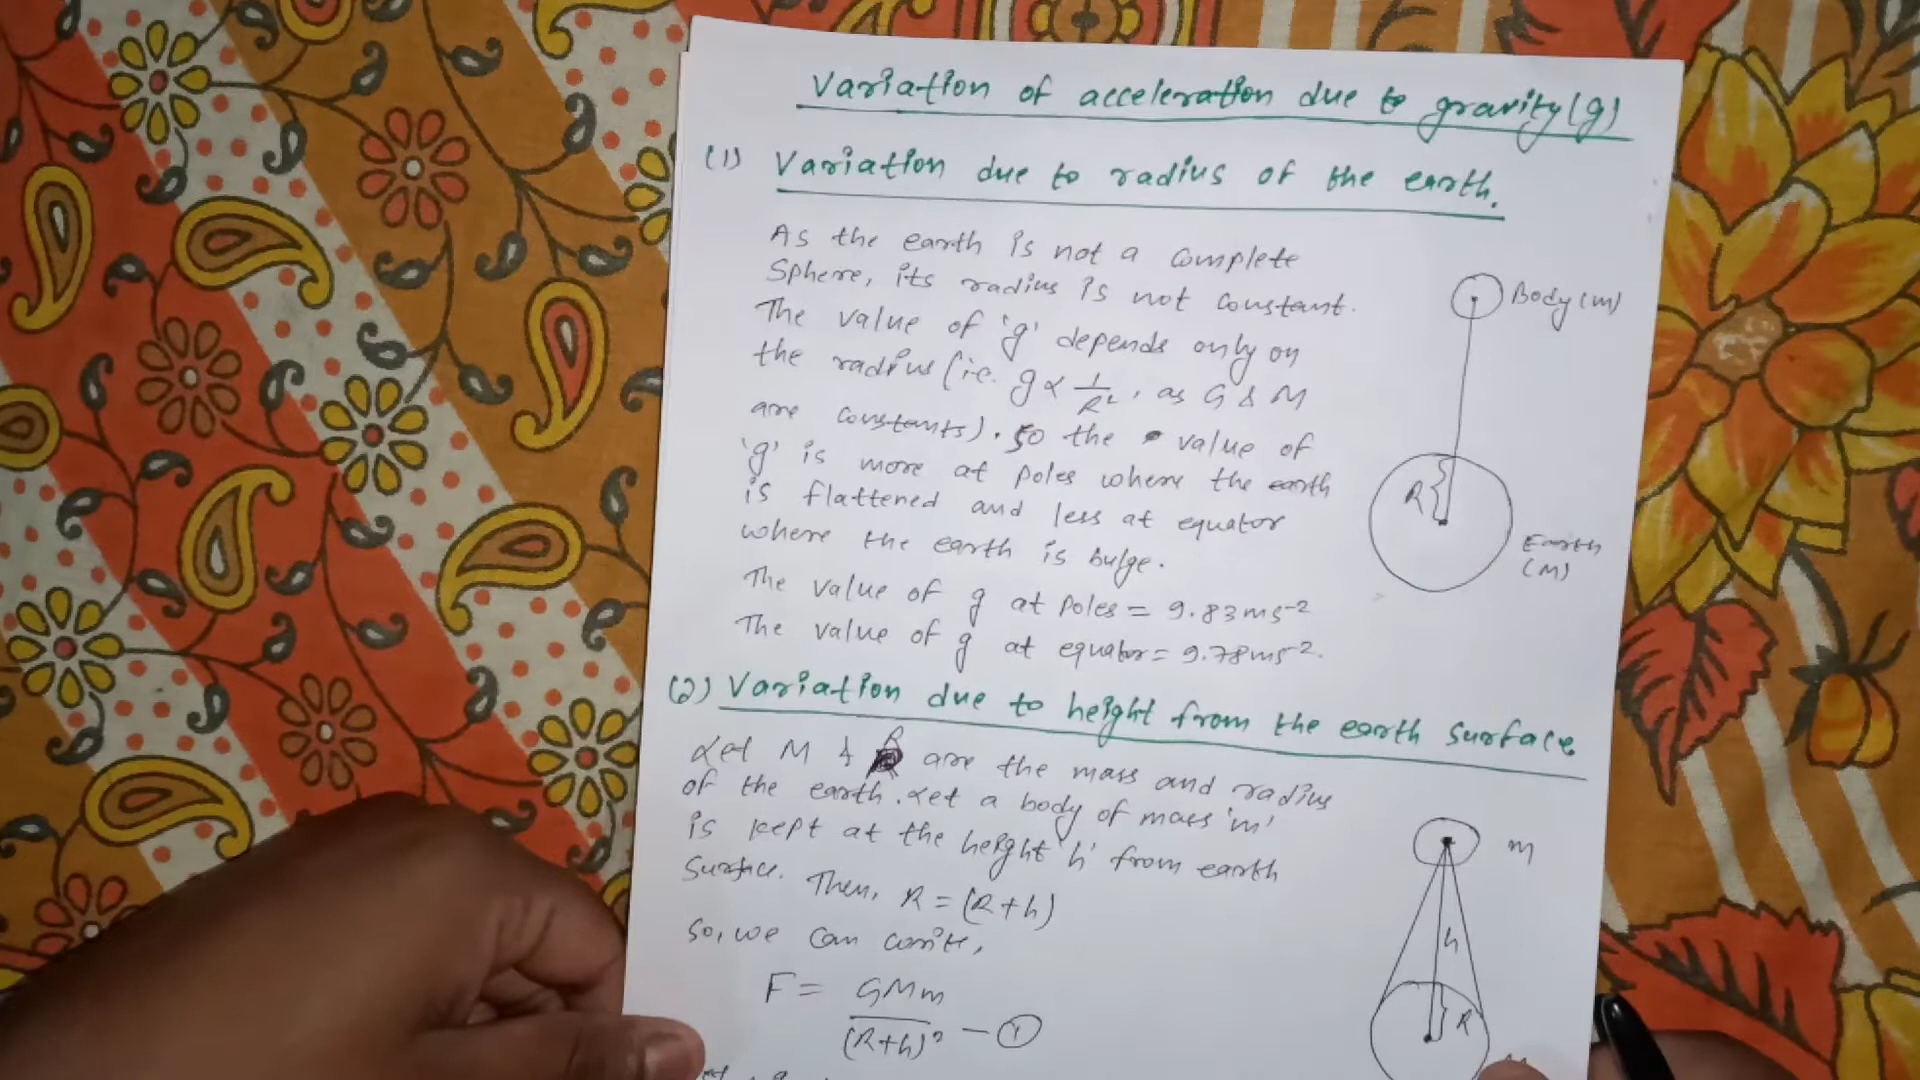 Variation of acceleration due to gravity (g)
(1) Variation due to radius of the earth.
As the earth is not a complete
Sphere, its radius is not constant.
The value of 'g' depends only on
the radius (i.e. g ∝ 1/R², as G & M
are constants). So the value of
'g' is more at poles where the earth
is flattened and less at equator
where the earth is bulge.
The value of g at Poles = 9.83 ms⁻²
The value of g at equator = 9.78 ms⁻².
Body (m)
R
Earth
(M)
(2) Variation due to height from the earth surface.
Let M & R are the mass and radius
of the earth. Let a body of mass 'm'
is kept at the height 'h' from earth
Surface. Then, R = (R+h)
So, we can write,
F = GMm/(R+h)² — ①
m
h
R